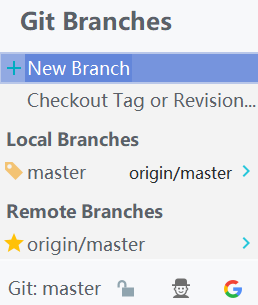 Git Branches
+ New Branch
Checkout Tag or Revision...
Local Branches
master origin/master
Remote Branches
origin/master
Git: master